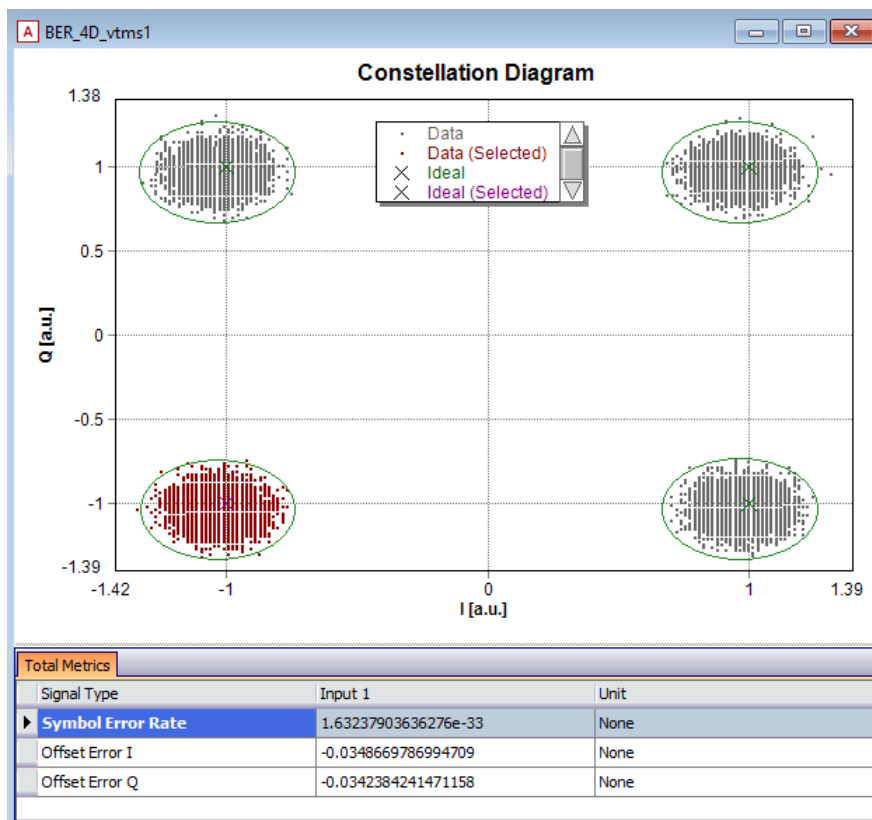 A BER_4D_vtms1
Constellation Diagram
1.38
1
0.5
0
-0.5
-1
-1.39
Q [a.u.]
Data
Data (Selected)
Ideal
Ideal (Selected)
-1.42 -1 0 1 1.39
I [a.u.]
Total Metrics
Signal Type Input 1 Unit
Symbol Error Rate 1.63237903636276e-33 None
Offset Error I -0.0348669786994709 None
Offset Error Q -0.0342384241471158 None